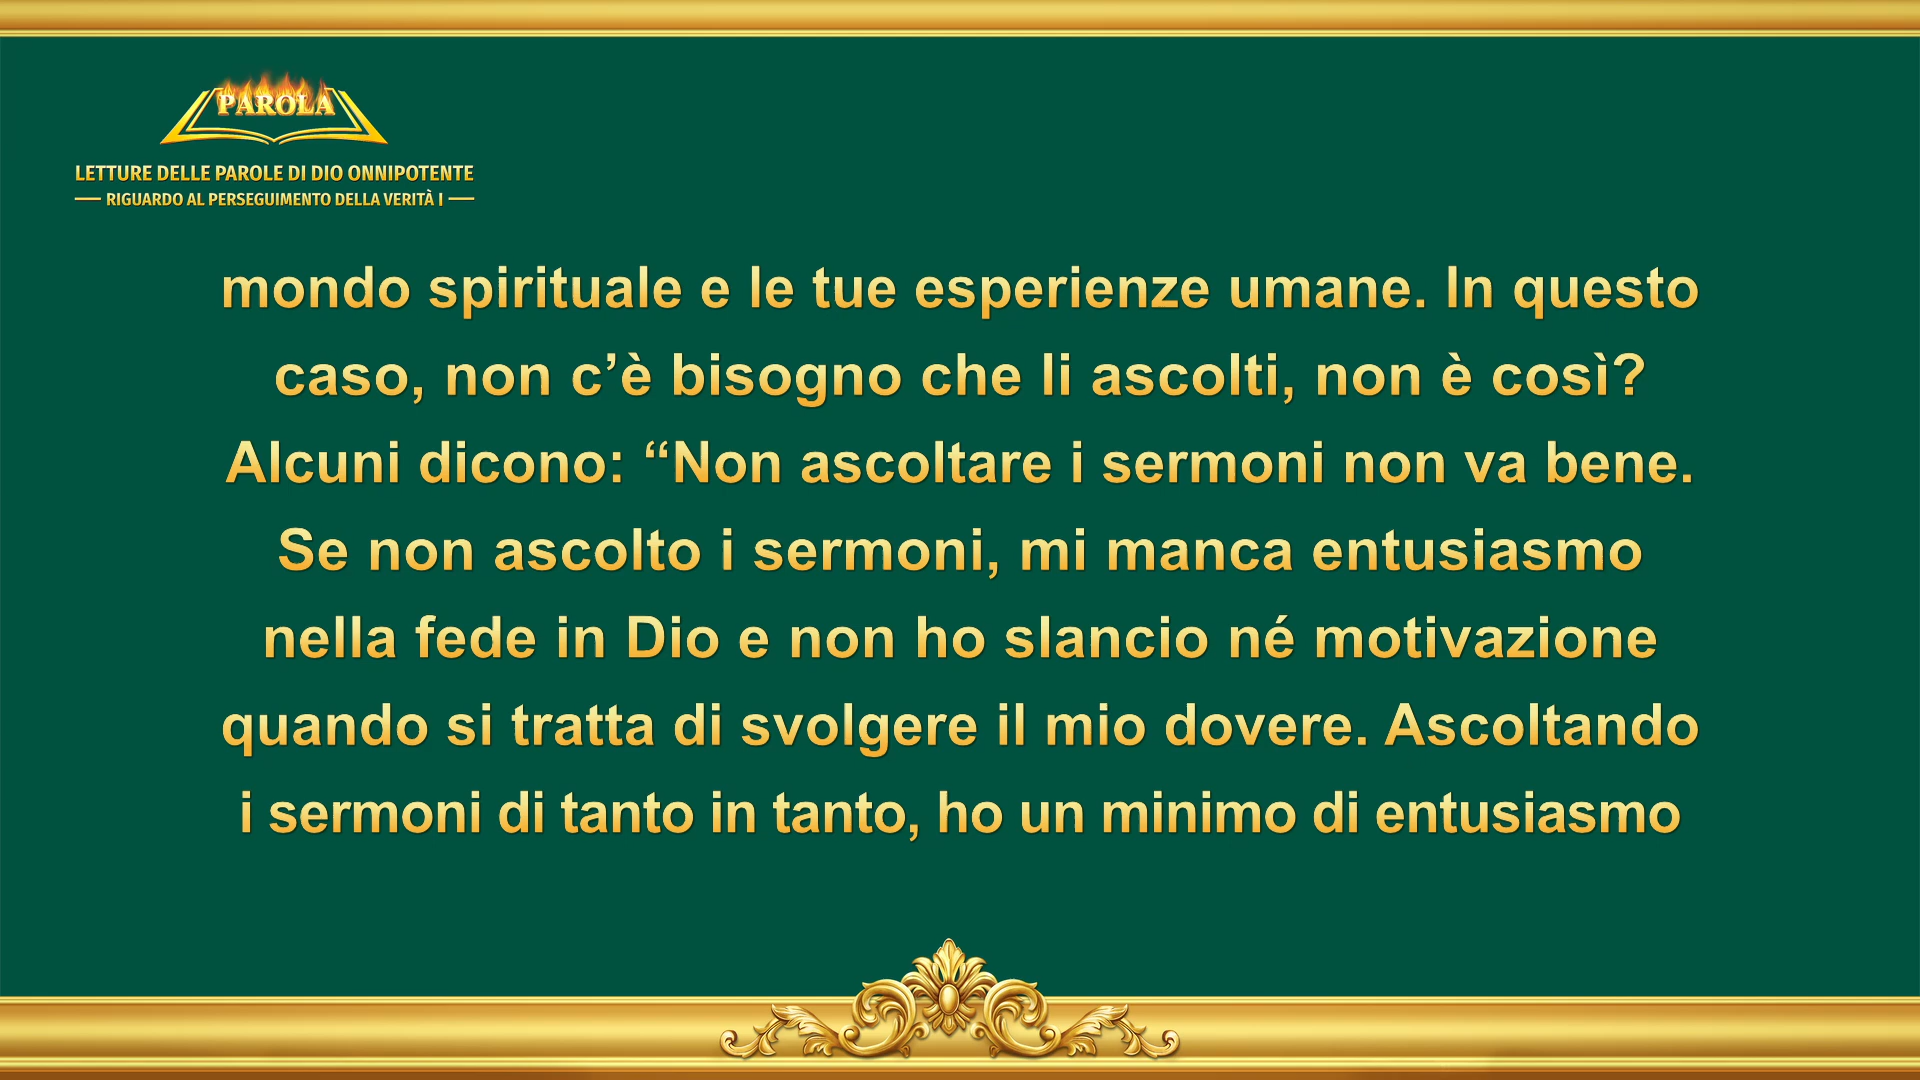 PAROLA
LETTURE DELLE PAROLE DI DIO ONNIPOTENTE
RIGUARDO AL PERSEGUIMENTO DELLA VERITÀ I
mondo spirituale e le tue esperienze umane. In questo
caso, non c’è bisogno che li ascolti, non è così?
Alcuni dicono: “Non ascoltare i sermoni non va bene.
Se non ascolto i sermoni, mi manca entusiasmo
nella fede in Dio e non ho slancio né motivazione
quando si tratta di svolgere il mio dovere. Ascoltando
i sermoni di tanto in tanto, ho un minimo di entusiasmo